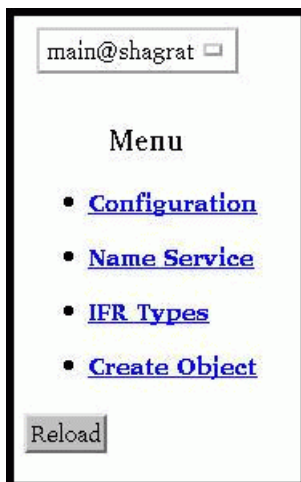 main@shagrat
Menu
Configuration
Name Service
IFR Types
Create Object
Reload